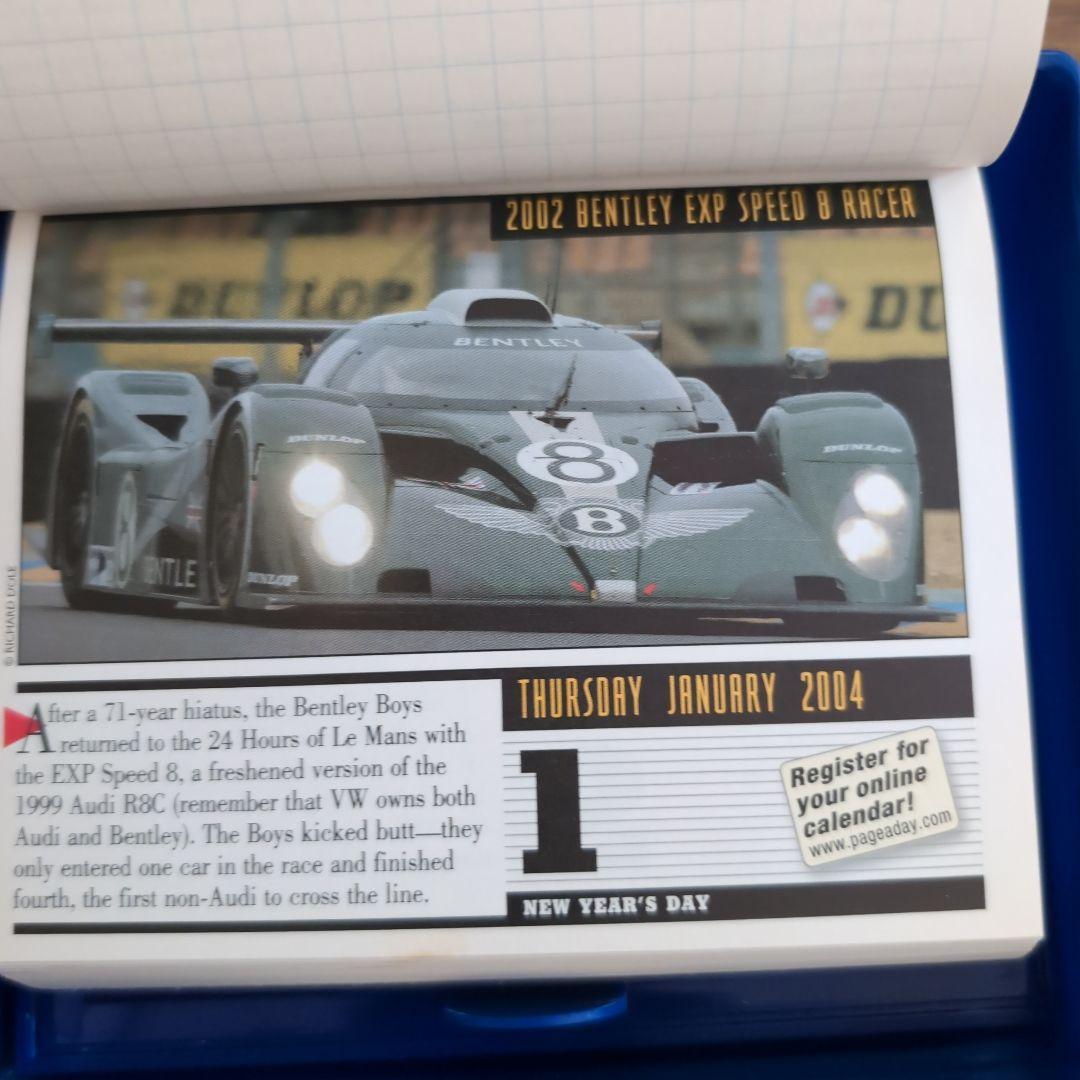 2002 BENTLEY EXP SPEED 8 RACER
DUNLOP
DU
BENTLEY
DUNLOP
DUNLOP
8
8
B
BENTLE
DUNLOP
© RICHARD DOLE
After a 71-year hiatus, the Bentley Boys
returned to the 24 Hours of Le Mans with
the EXP Speed 8, a freshened version of the
1999 Audi R8C (remember that VW owns both
Audi and Bentley). The Boys kicked butt—they
only entered one car in the race and finished
fourth, the first non-Audi to cross the line.
THURSDAY JANUARY 2004
1
Register for
your online
calendar!
www.pageaday.com
NEW YEAR'S DAY